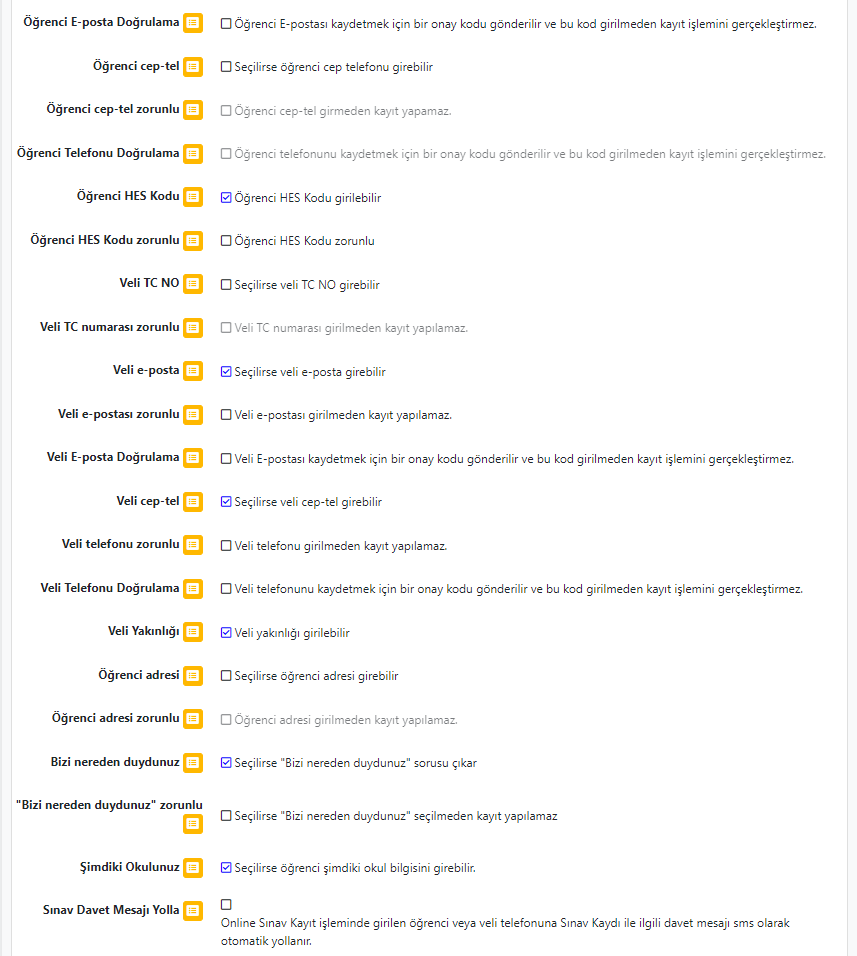 Öğrenci E-posta Doğrulama Öğrenci E-postası kaydetmek için bir onay kodu gönderilir ve bu kod girilmeden kayıt işlemini gerçekleştirmez.
Öğrenci cep-tel Seçilirse öğrenci cep telefonu girebilir
Öğrenci cep-tel zorunlu Öğrenci cep-tel girmeden kayıt yapamaz.
Öğrenci Telefonu Doğrulama Öğrenci telefonunu kaydetmek için bir onay kodu gönderilir ve bu kod girilmeden kayıt işlemini gerçekleştirmez.
Öğrenci HES Kodu Öğrenci HES Kodu girilebilir
Öğrenci HES Kodu zorunlu Öğrenci HES Kodu zorunlu
Veli TC NO Seçilirse veli TC NO girebilir
Veli TC numarası zorunlu Veli TC numarası girilmeden kayıt yapılamaz.
Veli e-posta Seçilirse veli e-posta girebilir
Veli e-postası zorunlu Veli e-postası girilmeden kayıt yapılamaz.
Veli E-posta Doğrulama Veli E-postası kaydetmek için bir onay kodu gönderilir ve bu kod girilmeden kayıt işlemini gerçekleştirmez.
Veli cep-tel Seçilirse veli cep-tel girebilir
Veli telefonu zorunlu Veli telefonu girilmeden kayıt yapılamaz.
Veli Telefonu Doğrulama Veli telefonunu kaydetmek için bir onay kodu gönderilir ve bu kod girilmeden kayıt işlemini gerçekleştirmez.
Veli Yakınlığı Veli yakınlığı girilebilir
Öğrenci adresi Seçilirse öğrenci adresi girebilir
Öğrenci adresi zorunlu Öğrenci adresi girilmeden kayıt yapılamaz.
Bizi nereden duydunuz Seçilirse "Bizi nereden duydunuz" sorusu çıkar
"Bizi nereden duydunuz" zorunlu Seçilirse "Bizi nereden duydunuz" seçilmeden kayıt yapılamaz
Şimdiki Okulunuz Seçilirse öğrenci şimdiki okul bilgisini girebilir.
Sınav Davet Mesajı Yolla
Online Sınav Kayıt işleminde girilen öğrenci veya veli telefonuna Sınav Kaydı ile ilgili davet mesajı sms olarak
otomatik yollanır.